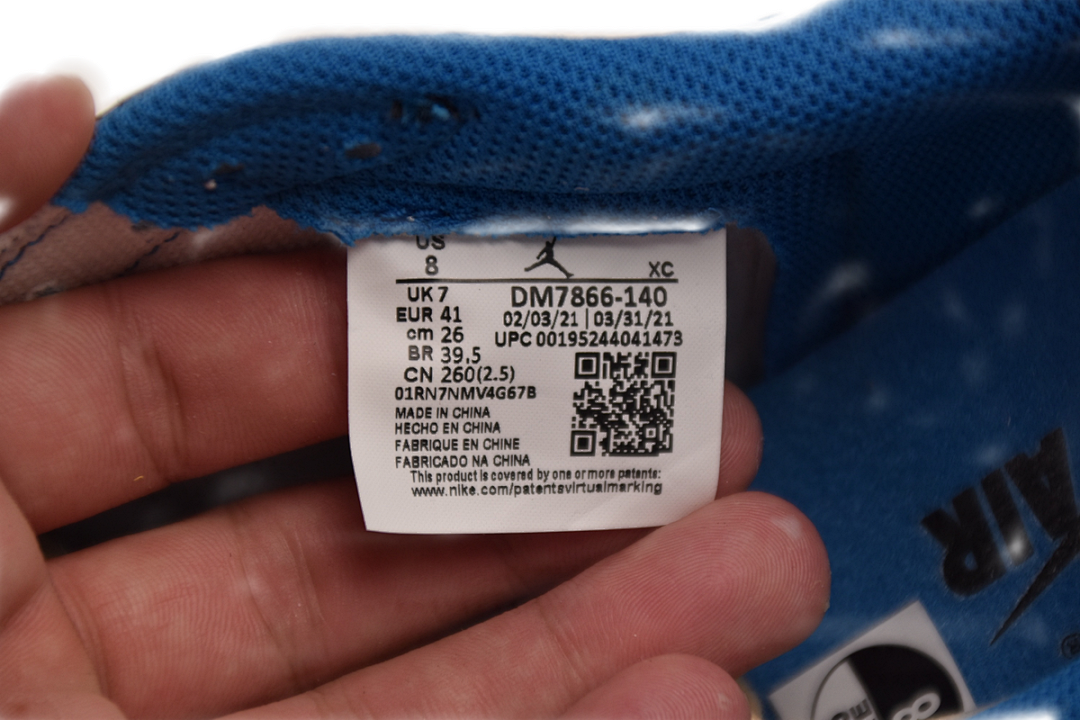 US
8
XC
UK 7
DM7866-140
EUR 41
02/03/21 | 03/31/21
cm 26
UPC 00195244041473
BR 39.5
CN 260(2.5)
01RN7NMV4G67B
MADE IN CHINA
HECHO EN CHINA
FABRIQUE EN CHINE
FABRICADO NA CHINA
This product is covered by one or more patents:
www.nike.com/patentsvirtualmarking
AIR